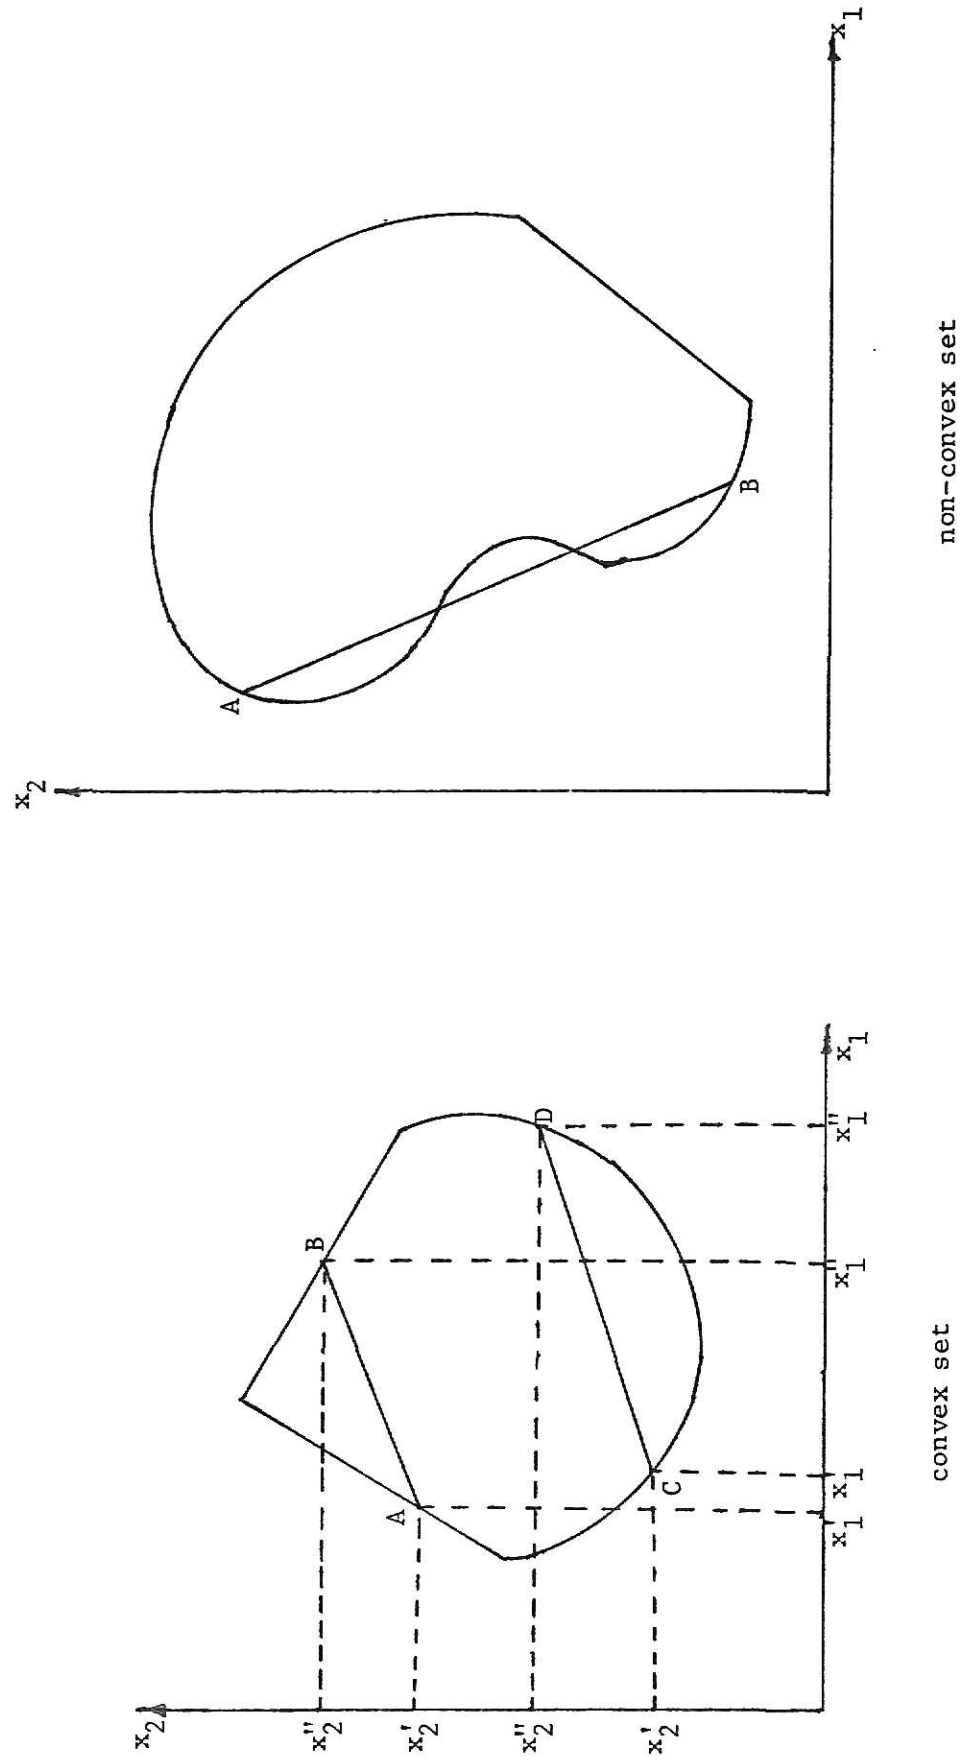 x₂
x₂''
B
x₂'
A
x₂''
D
x₂'
C
x₁
x₁
x₁
x₁''
x₁
convex set
x₂
A
B
x₁
non-convex set